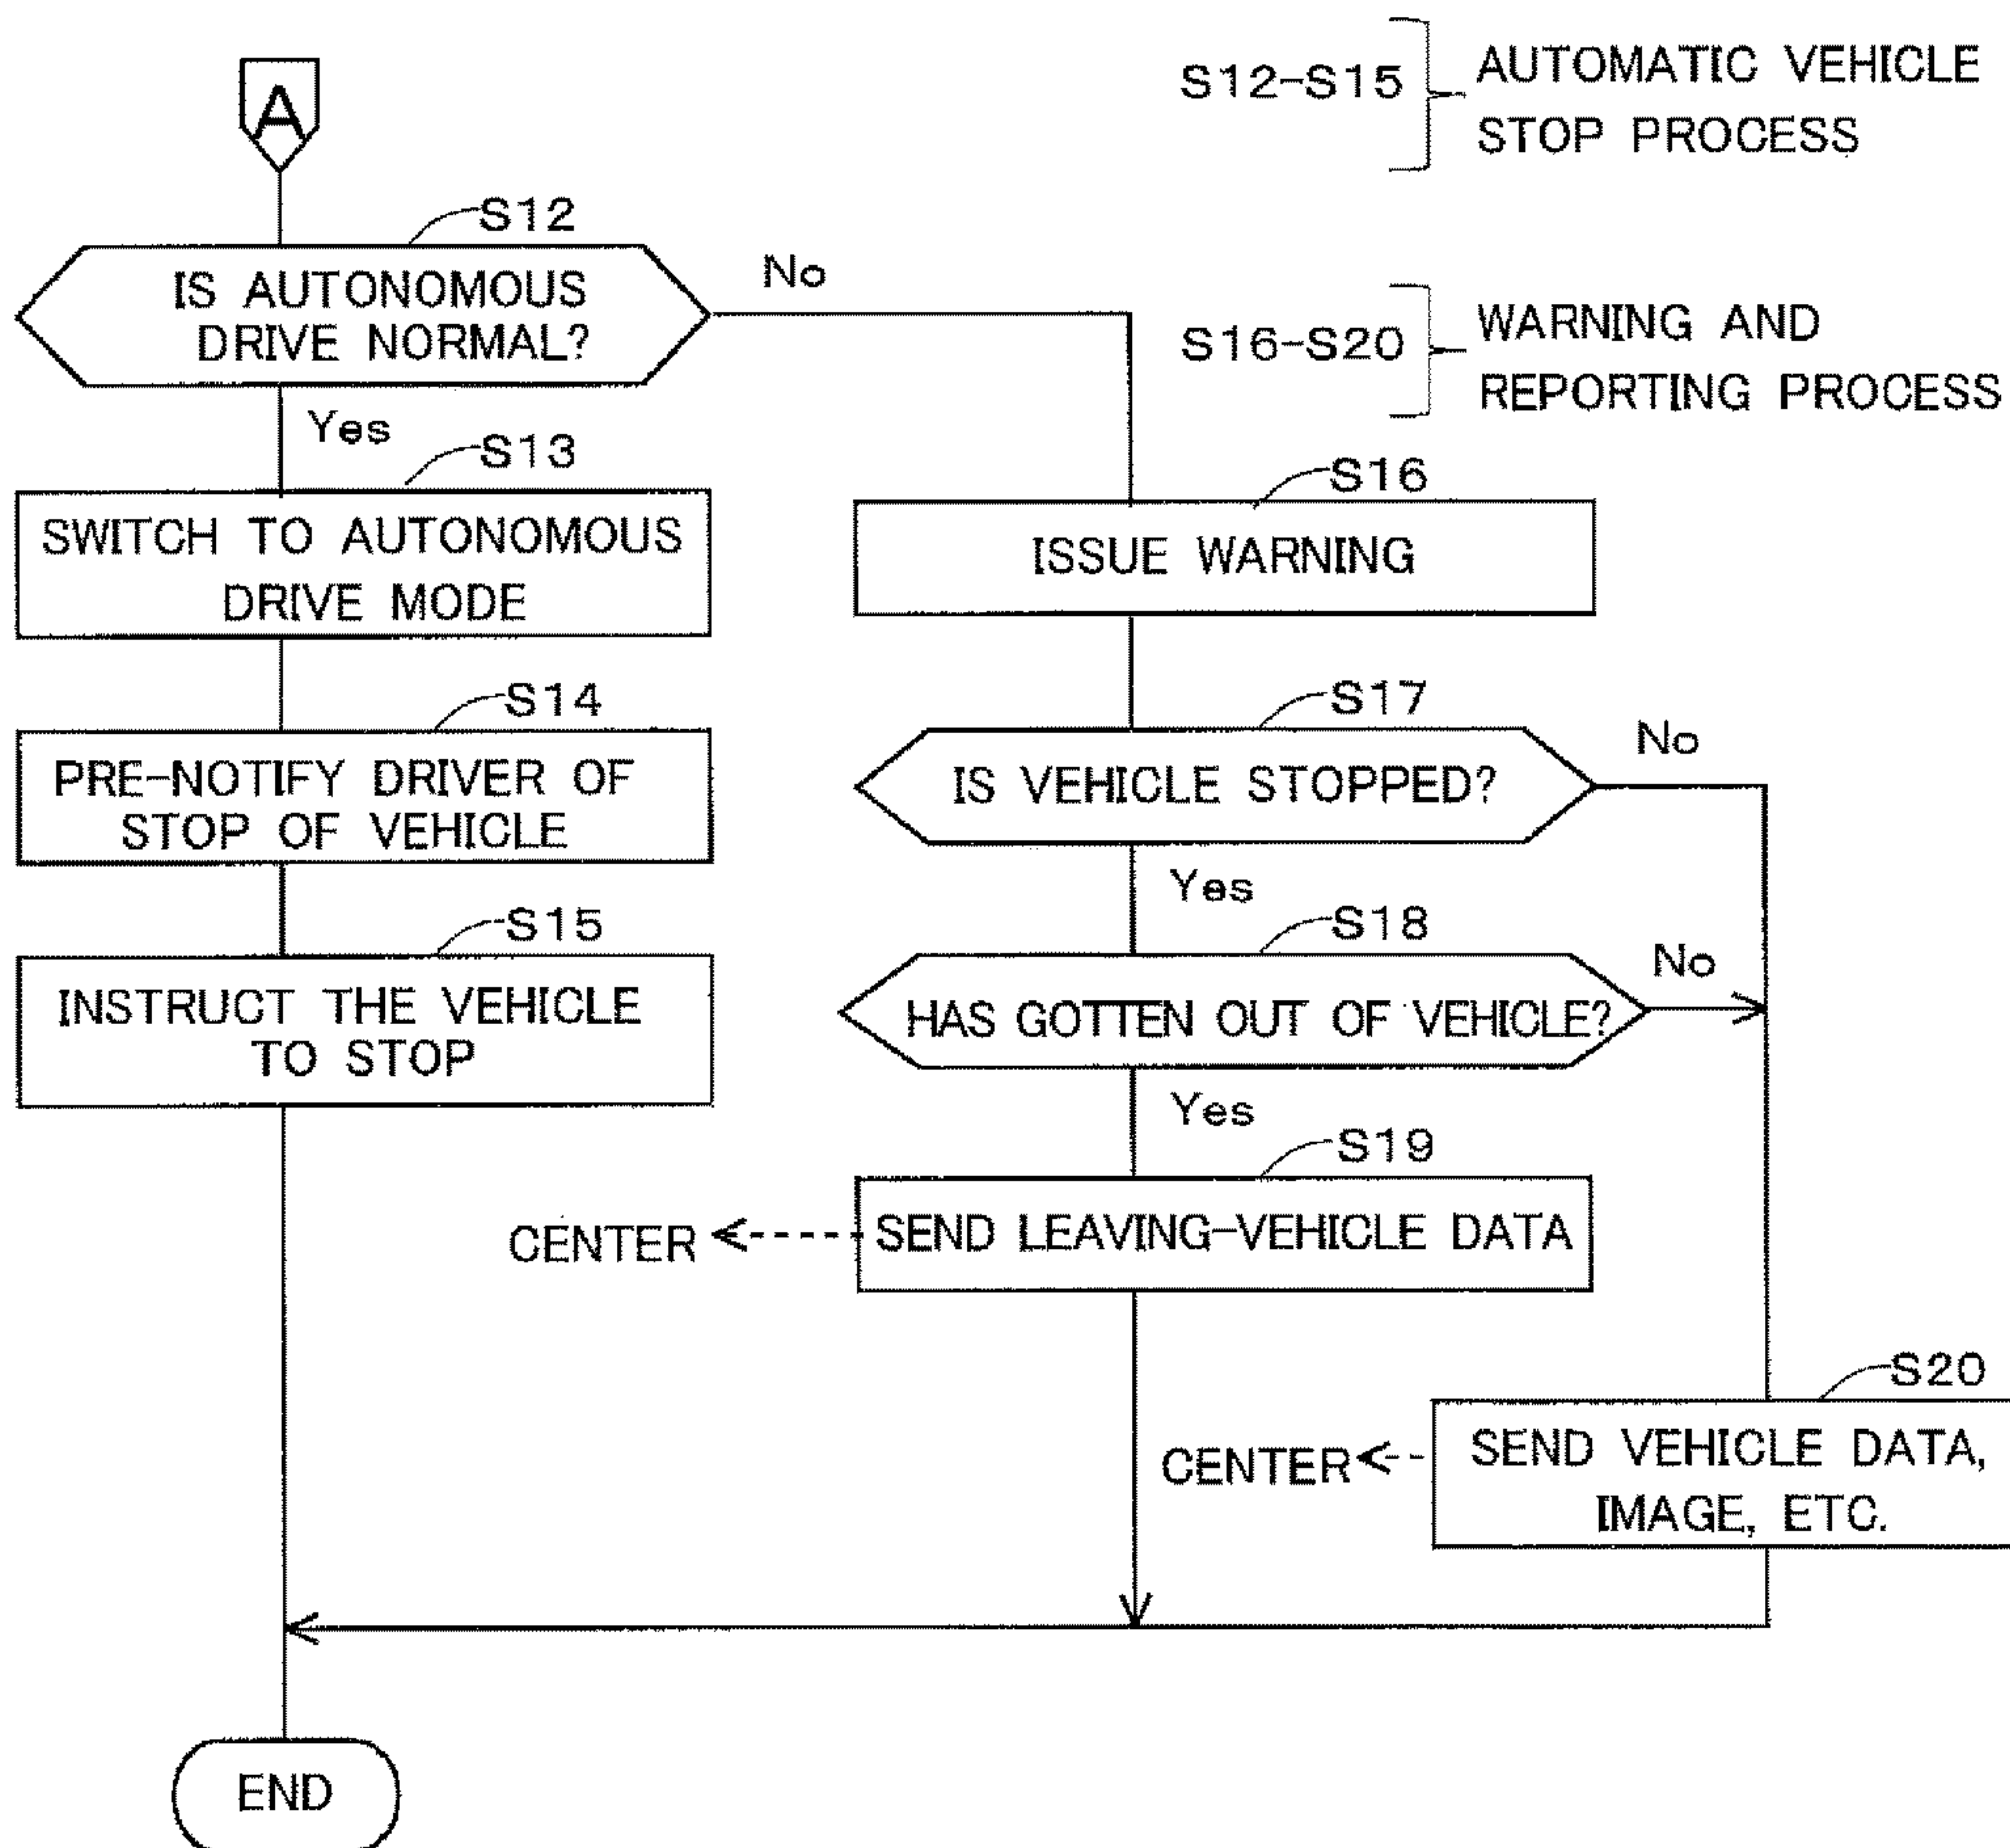 A
S12-S15
AUTOMATIC VEHICLE
STOP PROCESS
S12
IS AUTONOMOUS
DRIVE NORMAL?
No
Yes
S16-S20
WARNING AND
REPORTING PROCESS
S13
SWITCH TO AUTONOMOUS
DRIVE MODE
S16
ISSUE WARNING
S14
PRE-NOTIFY DRIVER OF
STOP OF VEHICLE
S17
IS VEHICLE STOPPED?
No
Yes
S15
INSTRUCT THE VEHICLE
TO STOP
S18
HAS GOTTEN OUT OF VEHICLE?
No
Yes
S19
SEND LEAVING-VEHICLE DATA
CENTER
S20
SEND VEHICLE DATA,
IMAGE, ETC.
CENTER
END